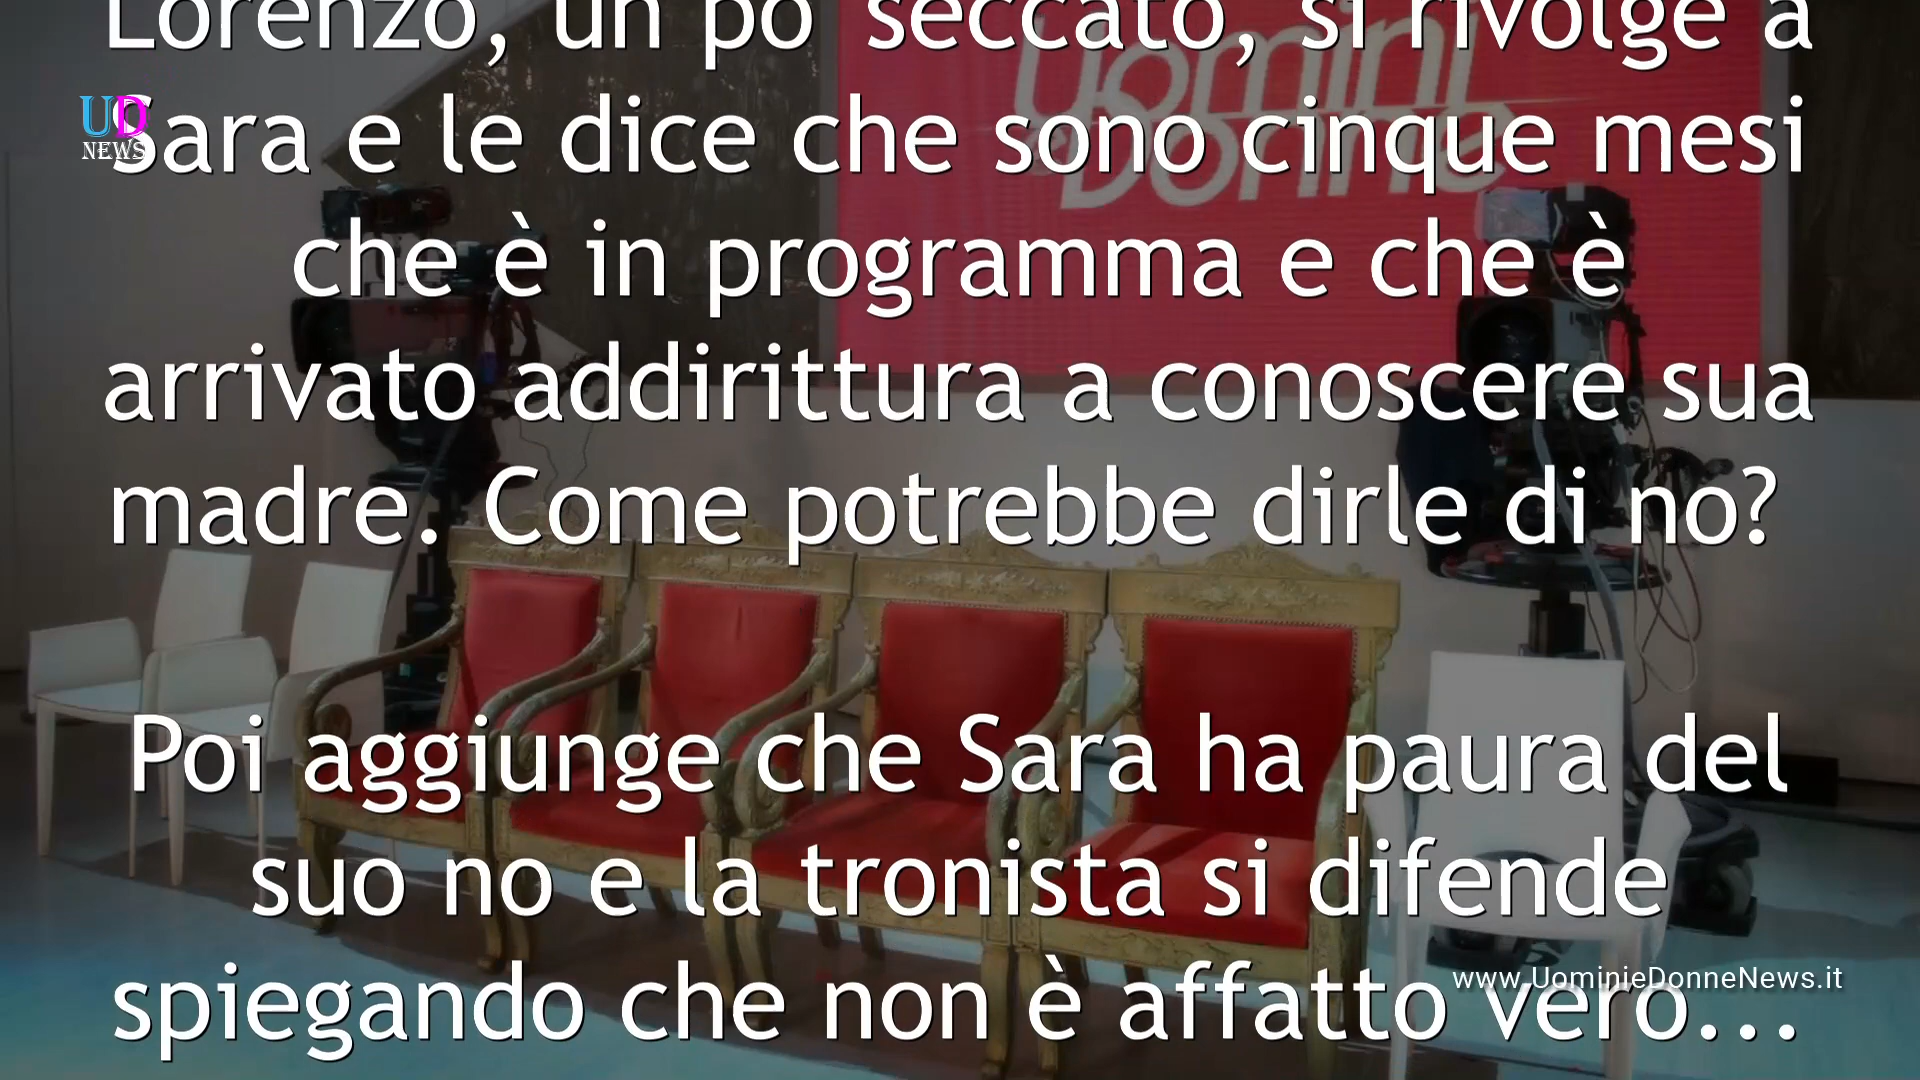 Lorenzo, un po' seccato, si rivolge a
Sara e le dice che sono cinque mesi
che è in programma e che è
arrivato addirittura a conoscere sua
madre. Come potrebbe dirle di no?
Poi aggiunge che Sara ha paura del
suo no e la tronista si difende
spiegando che non è affatto vero...
UD
NEWS
uomini
Donne
www.UominieDonneNews.it